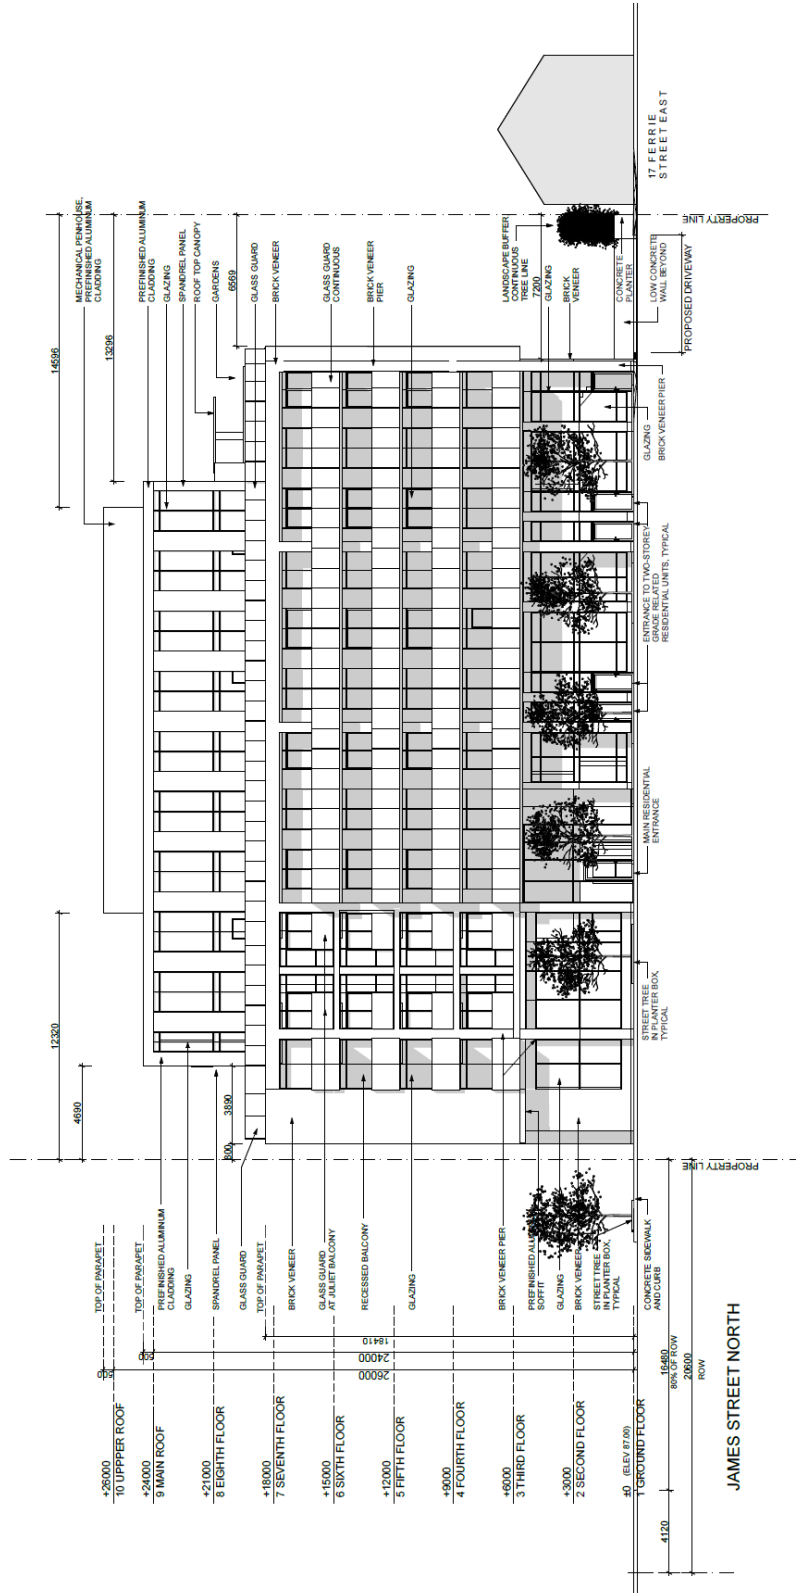 MECHANICAL PENHOUSE,
PREFINISHED ALUMINUM
CLADDING
PREFINISHED ALUMINUM
CLADDING
GLAZING
SPANDREL PANEL
ROOF TOP CANOPY
GARDENS
6569
GLASS GUARD
BRICK VENEER
GLASS GUARD
CONTINUOUS
BRICK VENEER
PIER
GLAZING
LANDSCAPE BUFFER
CONTINUOUS
TREE LINE
7200
GLAZING
BRICK
VENEER
CONCRETE
PLANTER
LOW CONCRETE
WALL BEYOND
PROPOSED DRIVEWAY
17 FERRIE
STREET EAST
PROPERTY LINE
14596
13296
GLAZING
BRICK VENEER PIER
ENTRANCE TO TWO-STOREY
GRADE RELATED
RESIDENTIAL UNITS, TYPICAL
MAIN RESIDENTIAL
ENTRANCE
STREET TREE
IN PLANTER BOX,
TYPICAL
12320
4690
3890
800
PROPERTY LINE
TOP OF PARAPET
TOP OF PARAPET
PREFINISHED ALUMINUM
CLADDING
GLAZING
SPANDREL PANEL
GLASS GUARD
TOP OF PARAPET
BRICK VENEER
GLASS GUARD
AT JULIET BALCONY
RECESSED BALCONY
GLAZING
BRICK VENEER PIER
PREFINISHED ALUMINUM
SOFFIT
GLAZING
BRICK VENEER
STREET TREE
IN PLANTER BOX,
TYPICAL
CONCRETE SIDEWALK
AND CURB
500
500
18410
24000
26000
+26000
10 UPPPER ROOF
+24000
9 MAIN ROOF
+21000
8 EIGHTH FLOOR
+18000
7 SEVENTH FLOOR
+15000
6 SIXTH FLOOR
+12000
5 FIFTH FLOOR
+9000
4 FOURTH FLOOR
+6000
3 THIRD FLOOR
+3000
2 SECOND FLOOR
±0 (ELEV 87.00)
1 GROUND FLOOR
4120
16480
80% OF ROW
20600
ROW
JAMES STREET NORTH